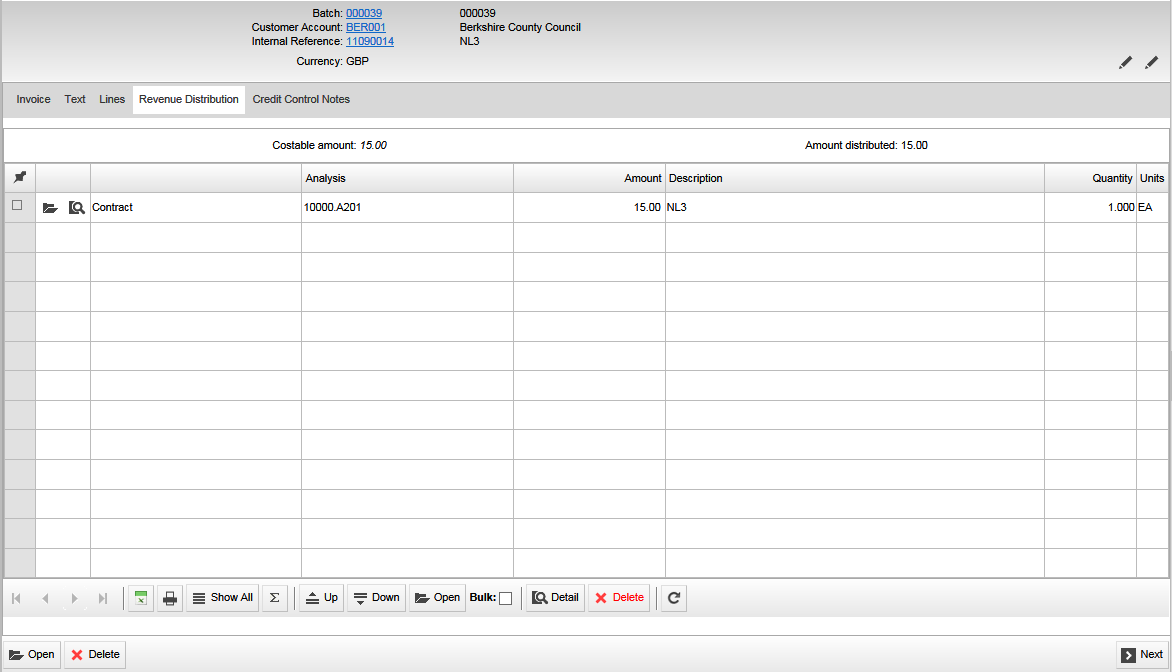 Batch: 000039 000039
Customer Account: BER001 Berkshire County Council
Internal Reference: 11090014 NL3
Currency: GBP
Invoice Text Lines Revenue Distribution Credit Control Notes
Costable amount: 15.00 Amount distributed: 15.00
Analysis Amount Description Quantity Units
Contract 10000.A201 15.00 NL3 1.000 EA
Show All Σ Up Down Open Bulk: Detail Delete
Open Delete Next